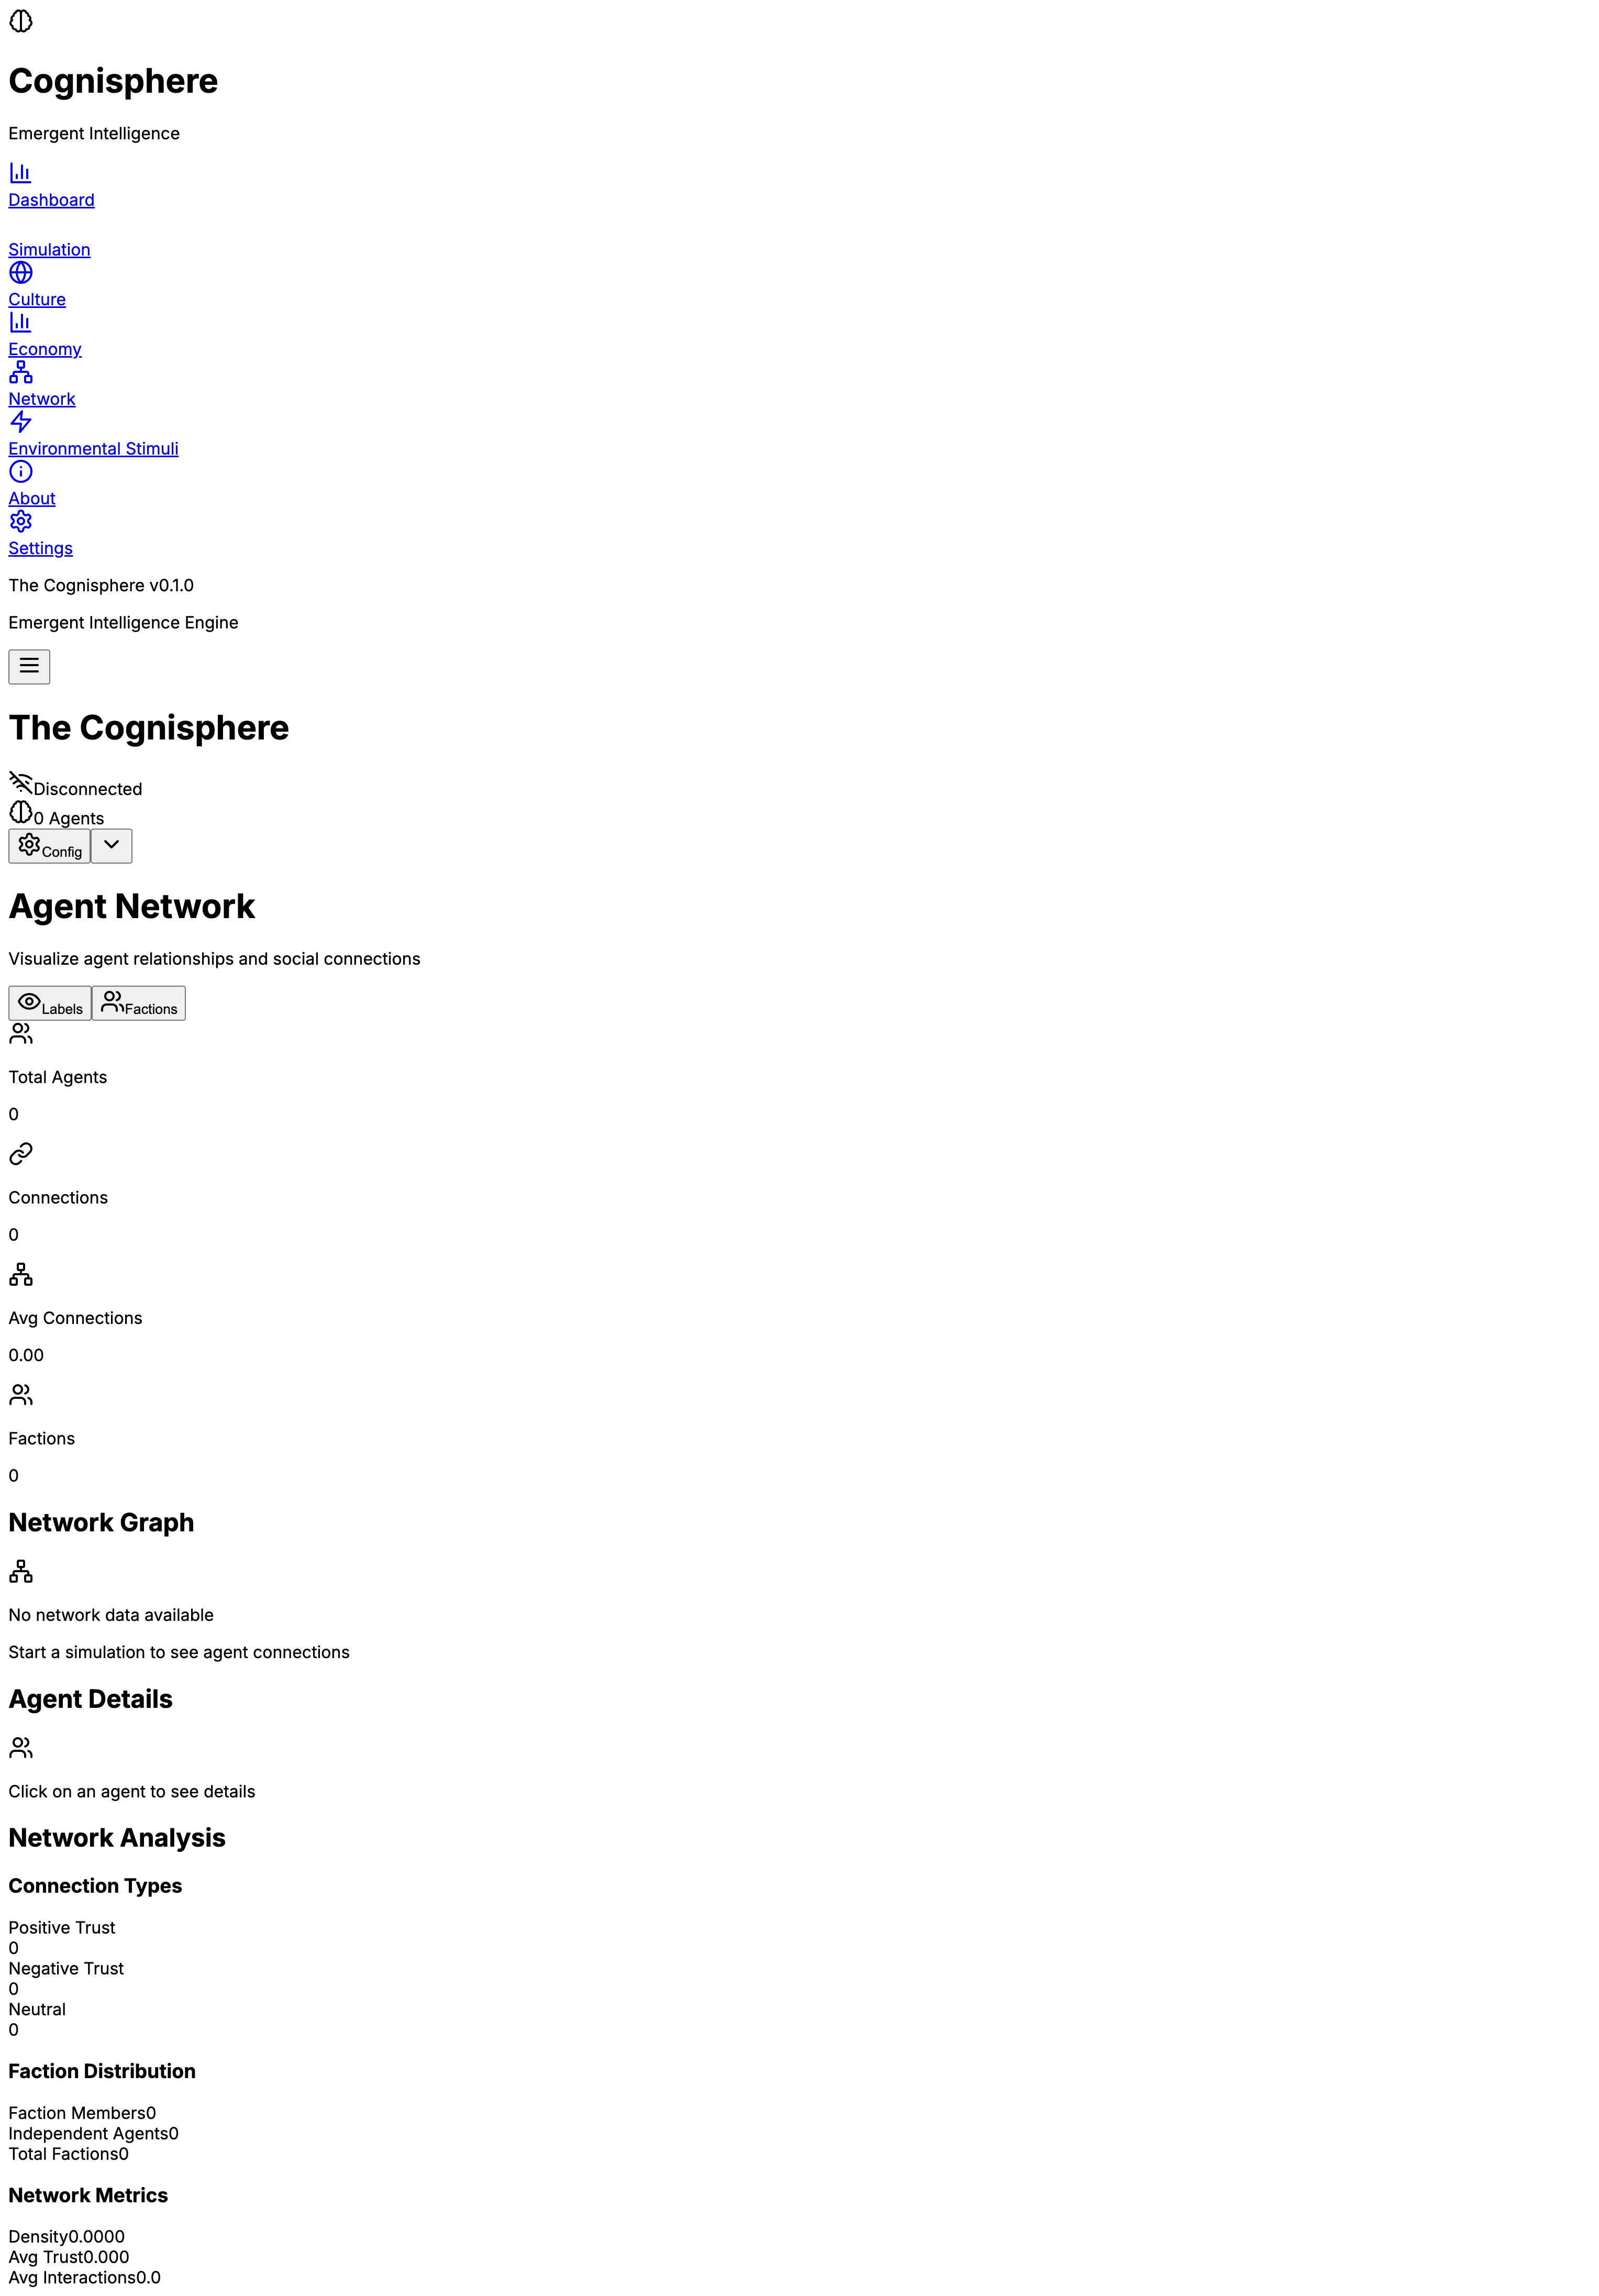 Cognisphere
Emergent Intelligence
Dashboard
Simulation
Culture
Economy
Network
Environmental Stimuli
About
Settings
The Cognisphere v0.1.0
Emergent Intelligence Engine
The Cognisphere
Disconnected
0 Agents
Config
Agent Network
Visualize agent relationships and social connections
Labels Factions
Total Agents
0
Connections
0
Avg Connections
0.00
Factions
0
Network Graph
No network data available
Start a simulation to see agent connections
Agent Details
Click on an agent to see details
Network Analysis
Connection Types
Positive Trust
0
Negative Trust
0
Neutral
0
Faction Distribution
Faction Members0
Independent Agents0
Total Factions0
Network Metrics
Density0.0000
Avg Trust0.000
Avg Interactions0.0